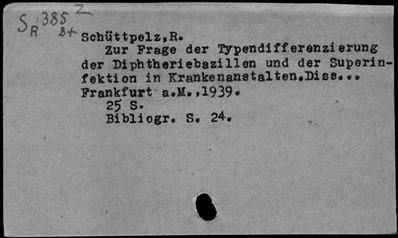 S 385 Z
R 8+
Schüttpelz,R.
Zur Frage der Typendifferenzierung
der Diphtheriebazillen und der Superin-
fektion in Krankenanstalten.Diss...
Frankfurt a.M.,1939.
25 S.
Bibliogr. S. 24.